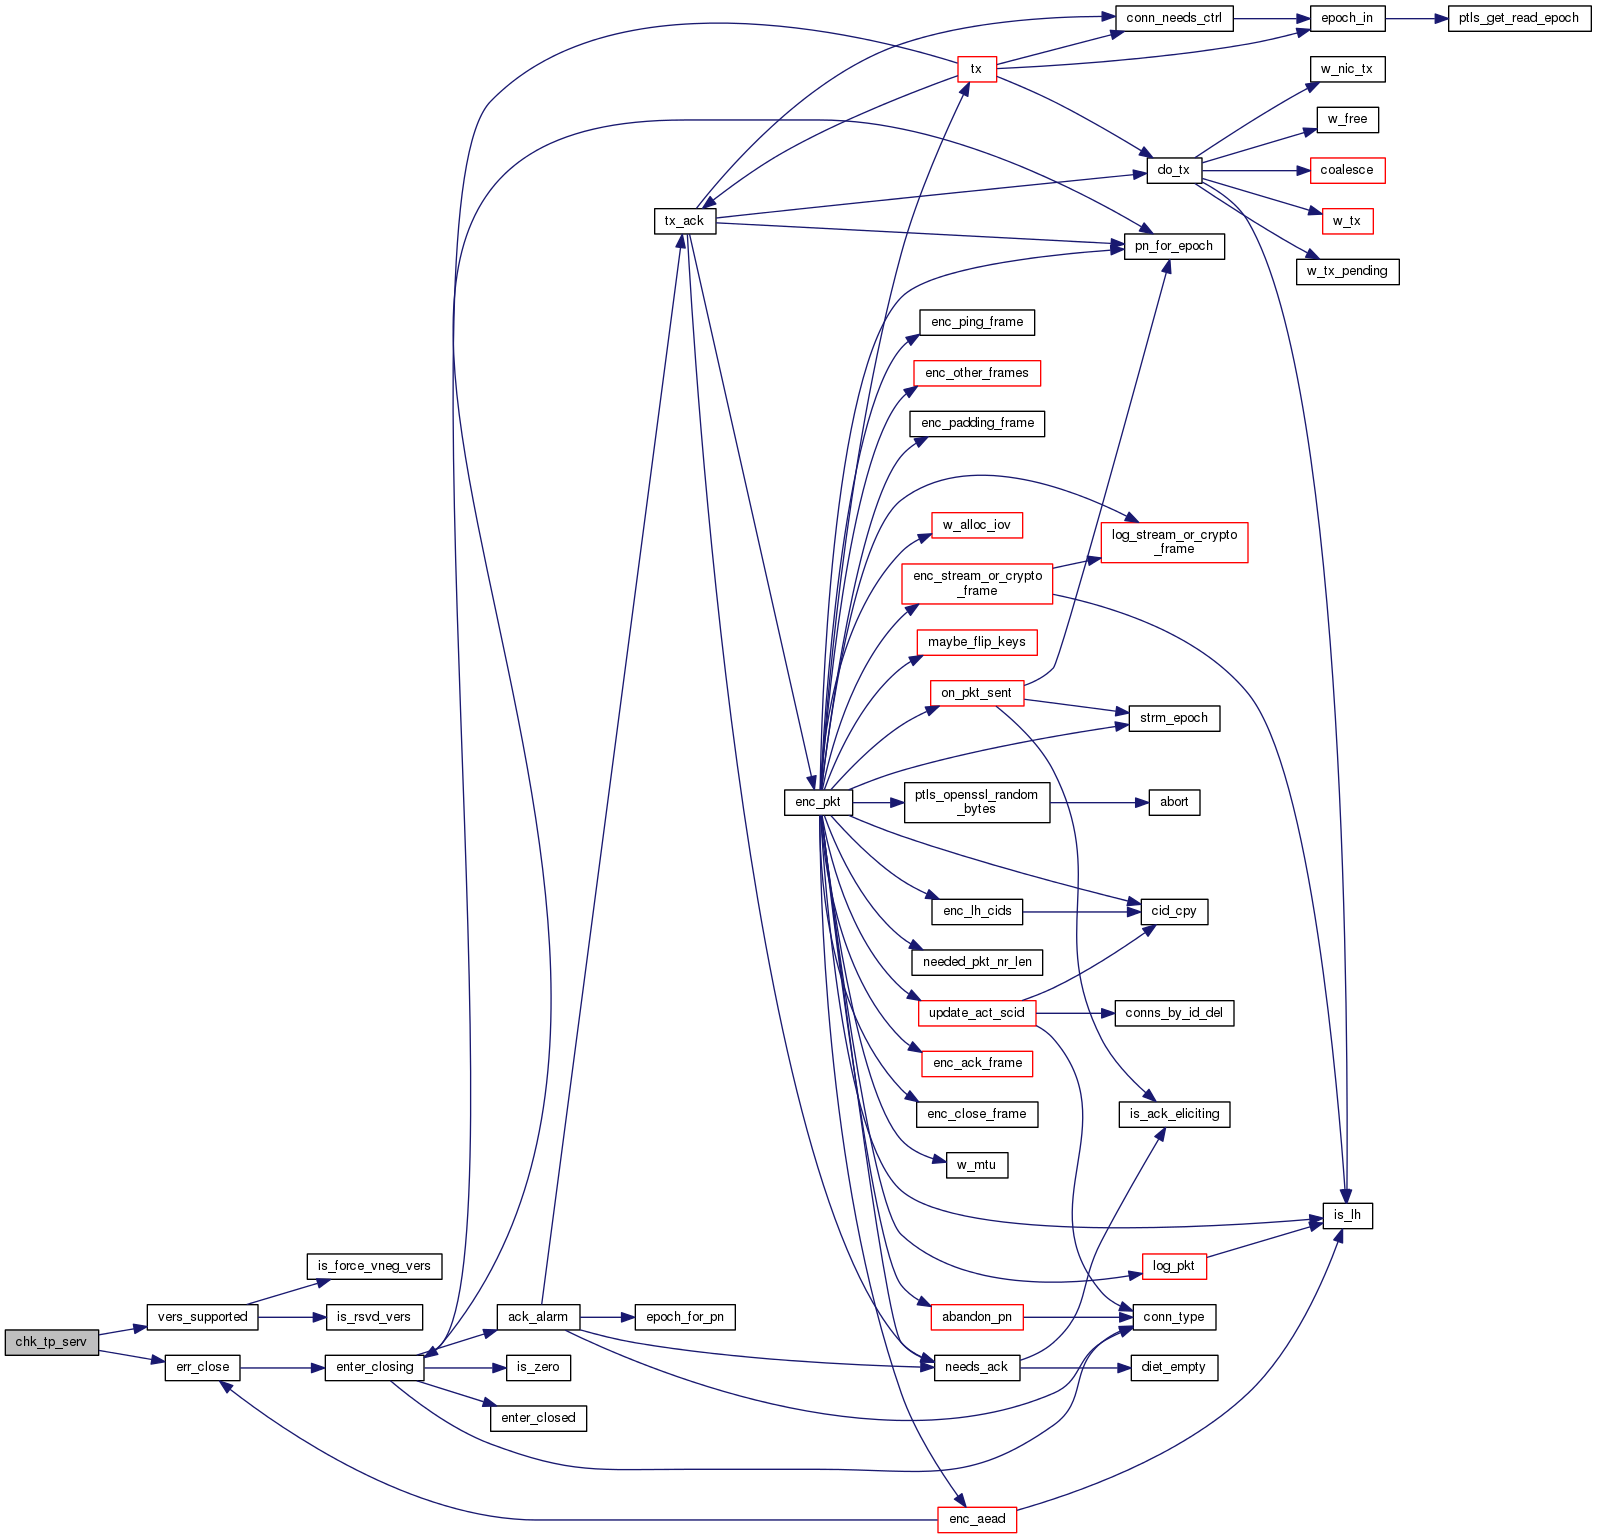 conn_needs_ctrl
epoch_in
ptls_get_read_epoch
tx
w_nic_tx
w_free
do_tx
coalesce
tx_ack
w_tx
pn_for_epoch
w_tx_pending
enc_ping_frame
enc_other_frames
enc_padding_frame
w_alloc_iov
log_stream_or_crypto
_frame
enc_stream_or_crypto
_frame
maybe_flip_keys
on_pkt_sent
strm_epoch
enc_pkt
ptls_openssl_random
_bytes
abort
enc_lh_cids
cid_cpy
needed_pkt_nr_len
update_act_scid
conns_by_id_del
enc_ack_frame
enc_close_frame
is_ack_eliciting
w_mtu
is_lh
is_force_vneg_vers
log_pkt
vers_supported
is_rsvd_vers
ack_alarm
epoch_for_pn
abandon_pn
conn_type
chk_tp_serv
err_close
enter_closing
is_zero
needs_ack
diet_empty
enter_closed
enc_aead